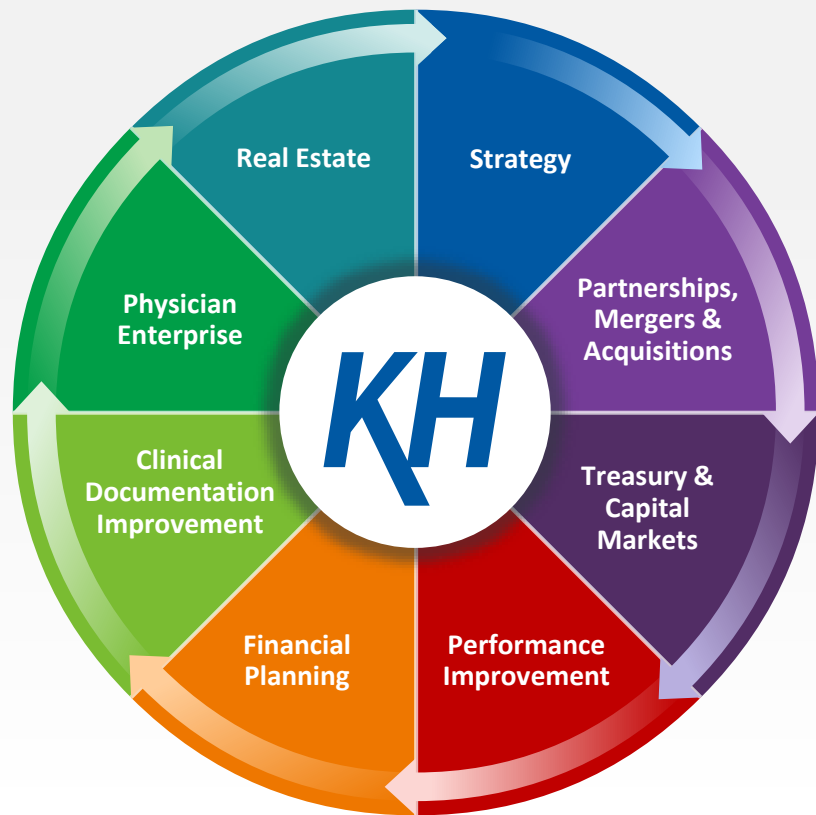 Real Estate
Strategy
Partnerships,
Mergers &
Acquisitions
Treasury &
Capital
Markets
Performance
Improvement
Financial
Planning
Clinical
Documentation
Improvement
Physician
Enterprise
KH